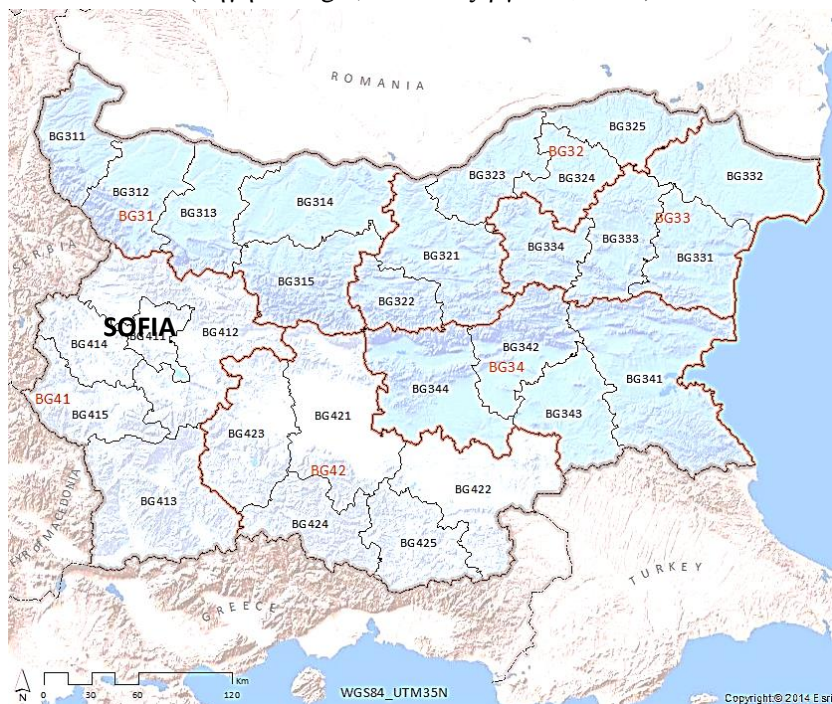 ROMANIA
BG311
BG325
BG32
BG323
BG324
BG332
BG312
BG31
BG313
BG314
BG33
BG334
BG333
BG331
BG321
SERBIA
BG315
BG322
SOFIA
BG411
BG412
BG414
BG342
BG34
BG341
BG344
BG41
BG415
BG421
BG343
BG423
BG42
BG422
BG413
BG424
BG425
FYR of MACEDONIA
TURKEY
GREECE
N
Km
0 30 60 120
WGS84_UTM35N
Copyright:© 2014 Esri